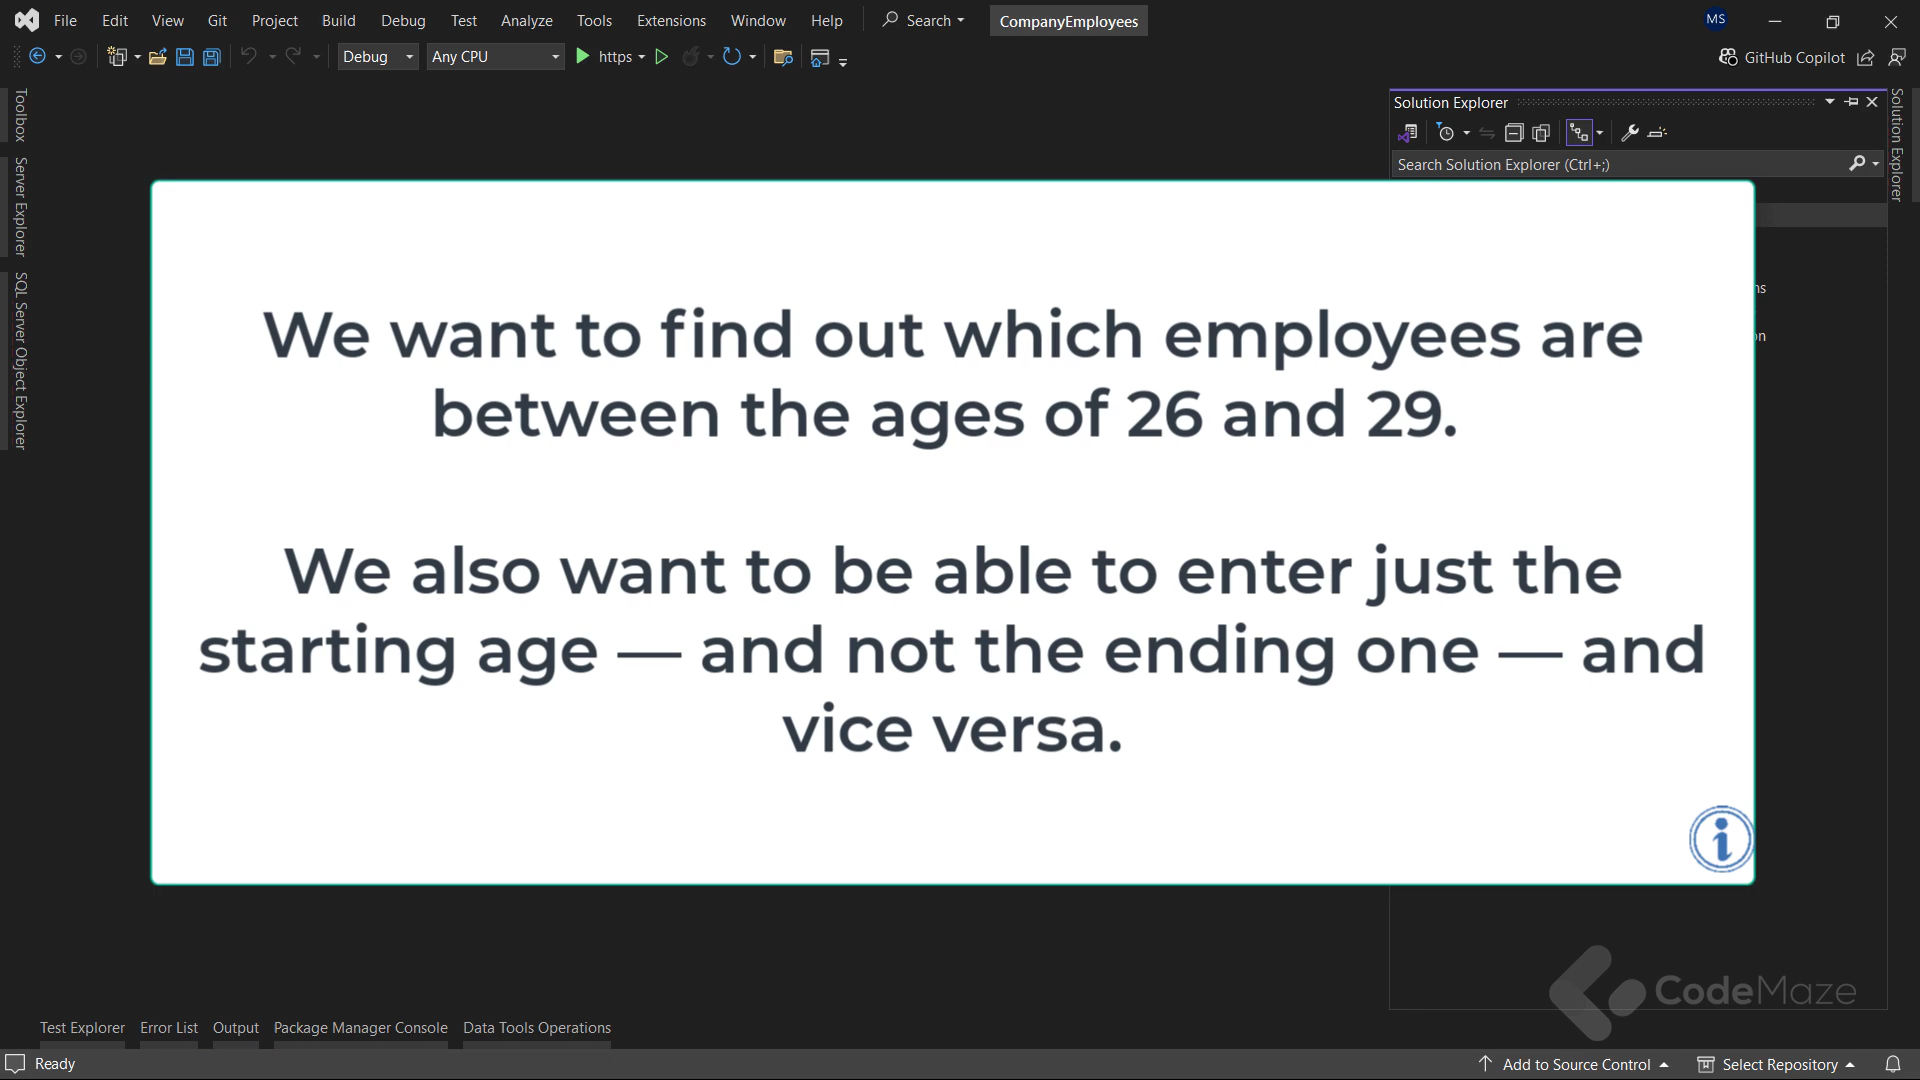 File Edit View Git Project Build Debug Test Analyze Tools Extensions Window Help Search CompanyEmployees MS
Debug Any CPU https GitHub Copilot
Toolbox
Server Explorer
SQL Server Object Explorer
Solution Explorer
Search Solution Explorer (Ctrl+;)
Solution Explorer
ns
on
We want to find out which employees are
between the ages of 26 and 29.
We also want to be able to enter just the
starting age — and not the ending one — and
vice versa.
CodeMaze
Test Explorer Error List Output Package Manager Console Data Tools Operations
Ready Add to Source Control Select Repository